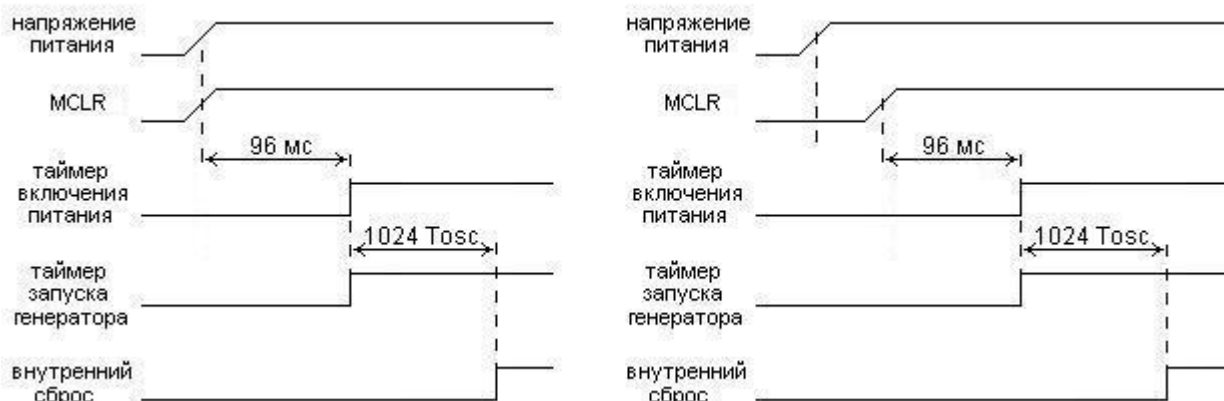 напряжение
питания
MCLR
96 мс
таймер
включения
питания
1024 Tosc
таймер
запуска
генератора
внутренний
сброс
напряжение
питания
MCLR
96 мс
таймер
включения
питания
1024 Tosc
таймер
запуска
генератора
внутренний
сброс